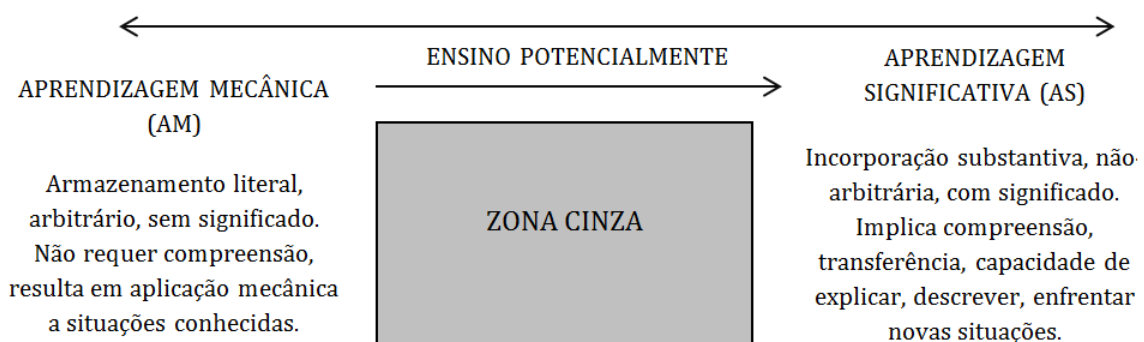 ENSINO POTENCIALMENTE
APRENDIZAGEM MECÂNICA
(AM)
Armazenamento literal,
arbitrário, sem significado.
Não requer compreensão,
resulta em aplicação mecânica
a situações conhecidas.
ZONA CINZA
APRENDIZAGEM
SIGNIFICATIVA (AS)
Incorporação substantiva, não-
arbitrária, com significado.
Implica compreensão,
transferência, capacidade de
explicar, descrever, enfrentar
novas situações.